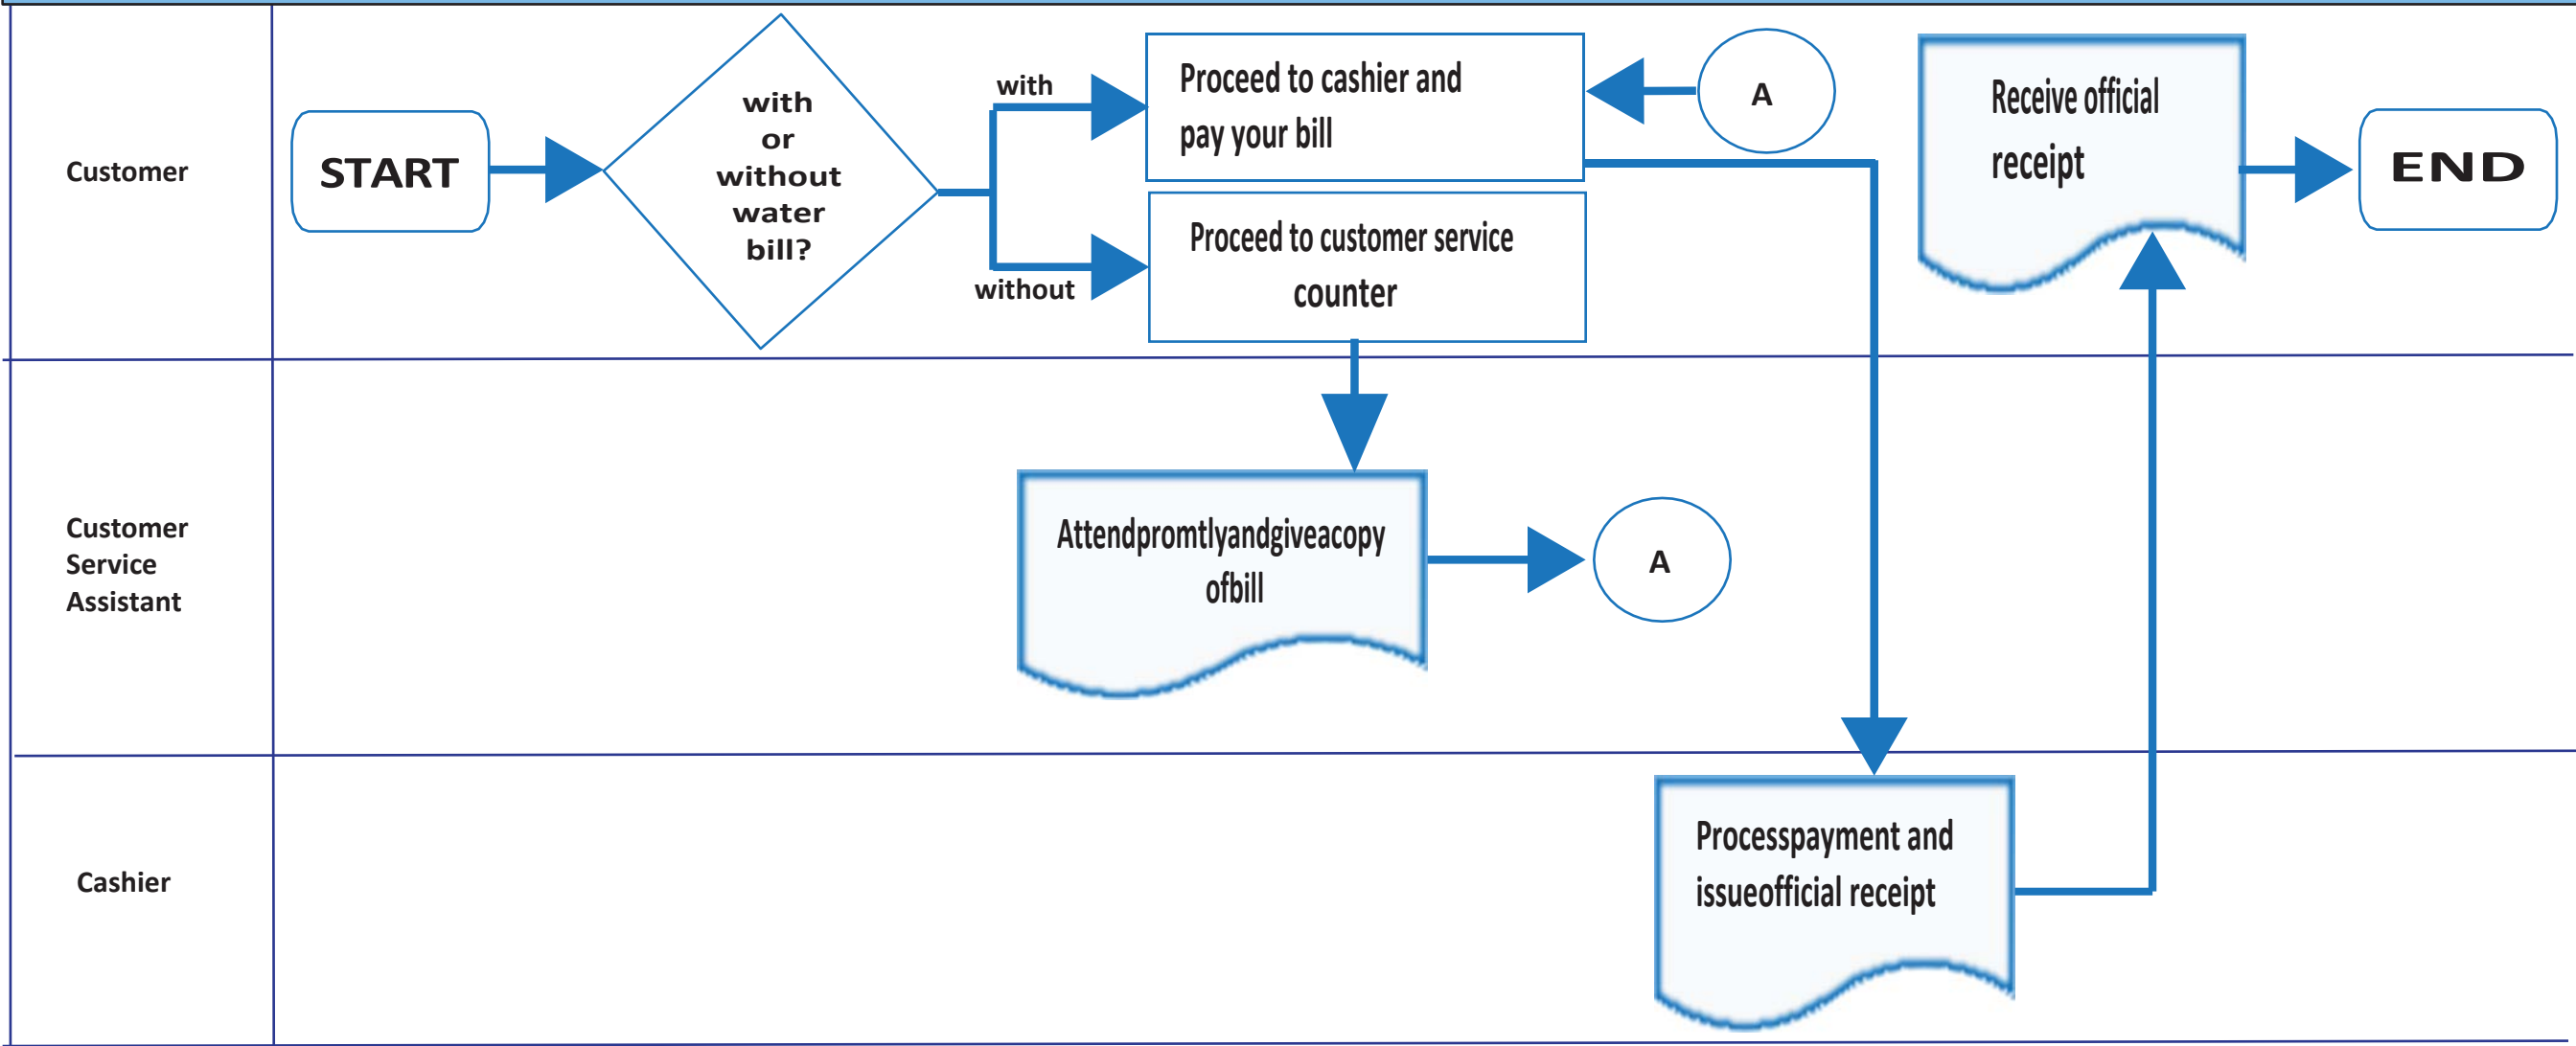 Customer
START
with
or
without
water
bill?
with
without
Proceed to cashier and
pay your bill
A
Proceed to customer service
counter
Receive official
receipt
END
Customer
Service
Assistant
Attendpromtlyandgiveacopy
ofbill
A
Cashier
Processpayment and
issueofficial receipt